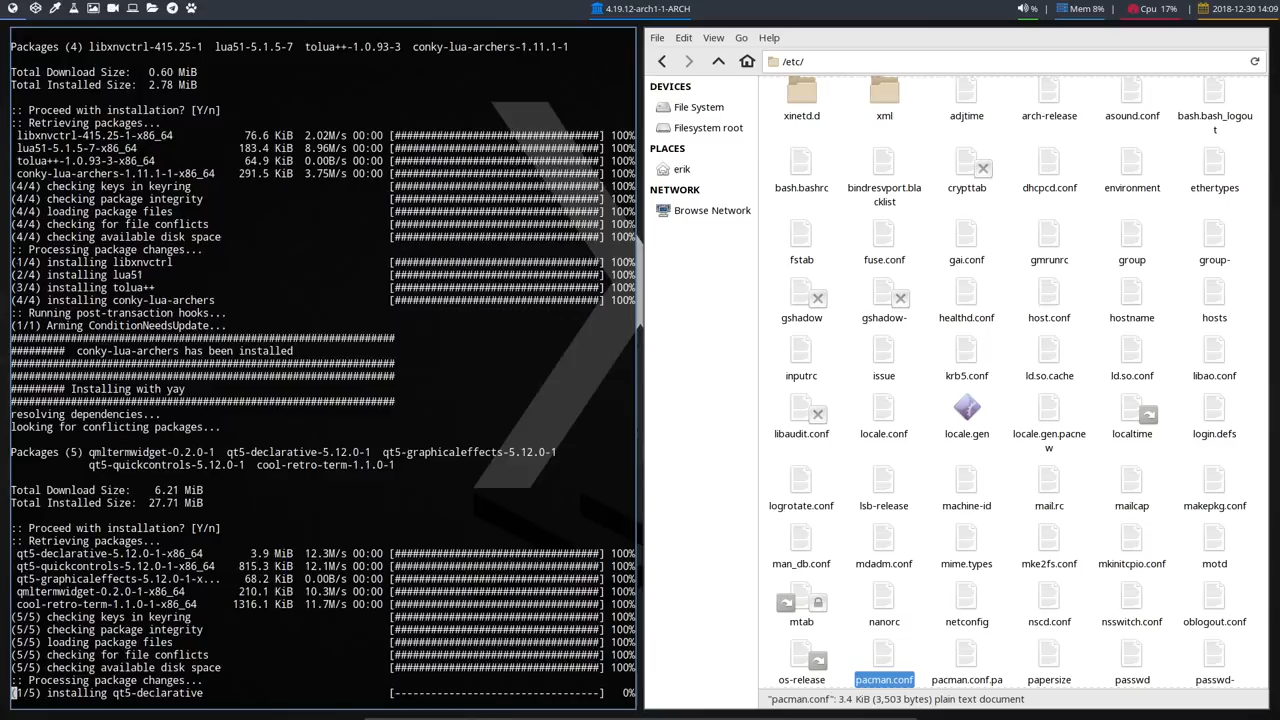 4.19.12-arch1-1-ARCH
%
Mem 8%
Cpu 17%
2018-12-30 14:09
Packages (4) libxnvctrl-415.25-1  lua51-5.1.5-7  tolua++-1.0.93-3  conky-lua-archers-1.11.1-1
Total Download Size:   0.60 MiB
Total Installed Size:  2.78 MiB
:: Proceed with installation? [Y/n]
:: Retrieving packages...
libxnvctrl-415.25-1-x86_64 76.6 KiB 2.02M/s 00:00 [##################################] 100%
lua51-5.1.5-7-x86_64 183.4 KiB 8.96M/s 00:00 [##################################] 100%
tolua++-1.0.93-3-x86_64 64.9 KiB 0.00B/s 00:00 [##################################] 100%
conky-lua-archers-1.11.1-1-x86_64 291.5 KiB 3.75M/s 00:00 [##################################] 100%
(4/4) checking keys in keyring [##################################] 100%
(4/4) checking package integrity [##################################] 100%
(4/4) loading package files [##################################] 100%
(4/4) checking for file conflicts [##################################] 100%
(4/4) checking available disk space [##################################] 100%
:: Processing package changes...
(1/4) installing libxnvctrl [##################################] 100%
(2/4) installing lua51 [##################################] 100%
(3/4) installing tolua++ [##################################] 100%
(4/4) installing conky-lua-archers [##################################] 100%
:: Running post-transaction hooks...
(1/1) Arming ConditionNeedsUpdate...
################################################################
#########  conky-lua-archers has been installed
################################################################
################################################################
######### Installing with yay
################################################################
resolving dependencies...
looking for conflicting packages...
Packages (5) qmltermwidget-0.2.0-1  qt5-declarative-5.12.0-1  qt5-graphicaleffects-5.12.0-1
qt5-quickcontrols-5.12.0-1  cool-retro-term-1.1.0-1
Total Download Size:    6.21 MiB
Total Installed Size:  27.71 MiB
:: Proceed with installation? [Y/n]
:: Retrieving packages...
qt5-declarative-5.12.0-1-x86_64 3.9 MiB 12.3M/s 00:00 [##################################] 100%
qt5-quickcontrols-5.12.0-1-x86_64 815.3 KiB 12.1M/s 00:00 [##################################] 100%
qt5-graphicaleffects-5.12.0-1-x... 68.2 KiB 0.00B/s 00:00 [##################################] 100%
qmltermwidget-0.2.0-1-x86_64 210.1 KiB 10.3M/s 00:00 [##################################] 100%
cool-retro-term-1.1.0-1-x86_64 1316.1 KiB 11.7M/s 00:00 [##################################] 100%
(5/5) checking keys in keyring [##################################] 100%
(5/5) checking package integrity [##################################] 100%
(5/5) loading package files [##################################] 100%
(5/5) checking for file conflicts [##################################] 100%
(5/5) checking available disk space [##################################] 100%
:: Processing package changes...
(1/5) installing qt5-declarative [----------------------------------] 0%
File Edit View Go Help
/etc/
DEVICES
File System
Filesystem root
PLACES
erik
NETWORK
Browse Network
xinetd.d xml adjtime arch-release asound.conf bash.bash_logou
t
bash.bashrc bindresvport.bla crypttab dhcpcd.conf environment ethertypes
cklist
fstab fuse.conf gai.conf gmrunrc group group-
gshadow gshadow- healthd.conf host.conf hostname hosts
inputrc issue krb5.conf ld.so.cache ld.so.conf libao.conf
libaudit.conf locale.conf locale.gen locale.gen.pacne localtime login.defs
w
logrotate.conf lsb-release machine-id mail.rc mailcap makepkg.conf
man_db.conf mdadm.conf mime.types mke2fs.conf mkinitcpio.conf motd
mtab nanorc netconfig nscd.conf nsswitch.conf oblogout.conf
os-release pacman.conf pacman.conf.pa papersize passwd passwd-
"pacman.conf": 3.4 KiB (3,503 bytes) plain text document